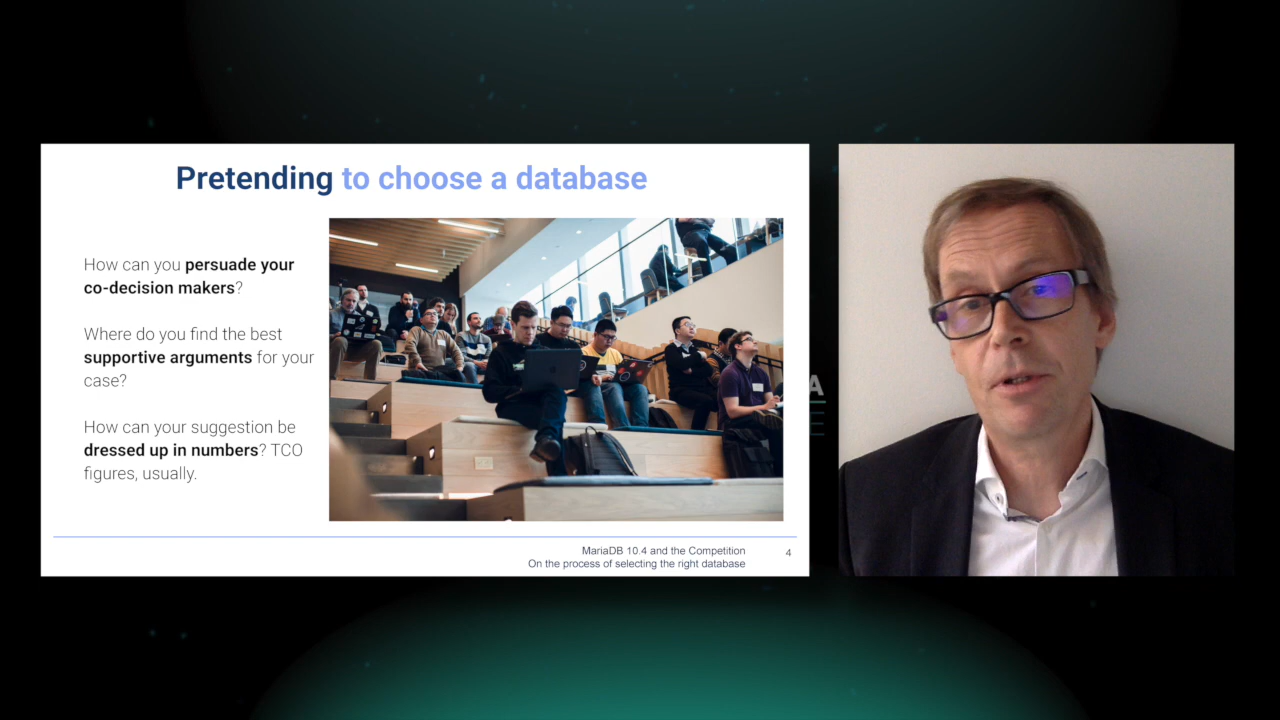 Pretending to choose a database
How can you persuade your
co-decision makers?
Where do you find the best
supportive arguments for your
case?
How can your suggestion be
dressed up in numbers? TCO
figures, usually.
MariaDB 10.4 and the Competition
On the process of selecting the right database
4
A